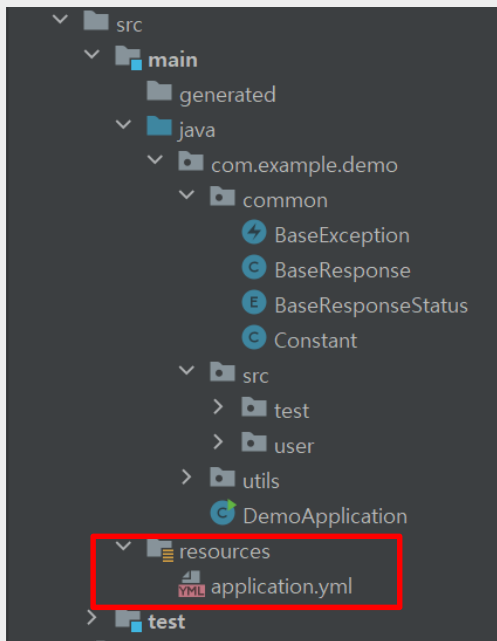 src
main
generated
java
com.example.demo
common
BaseException
C BaseResponse
E BaseResponseStatus
C Constant
src
test
user
utils
C DemoApplication
resources
YML application.yml
test